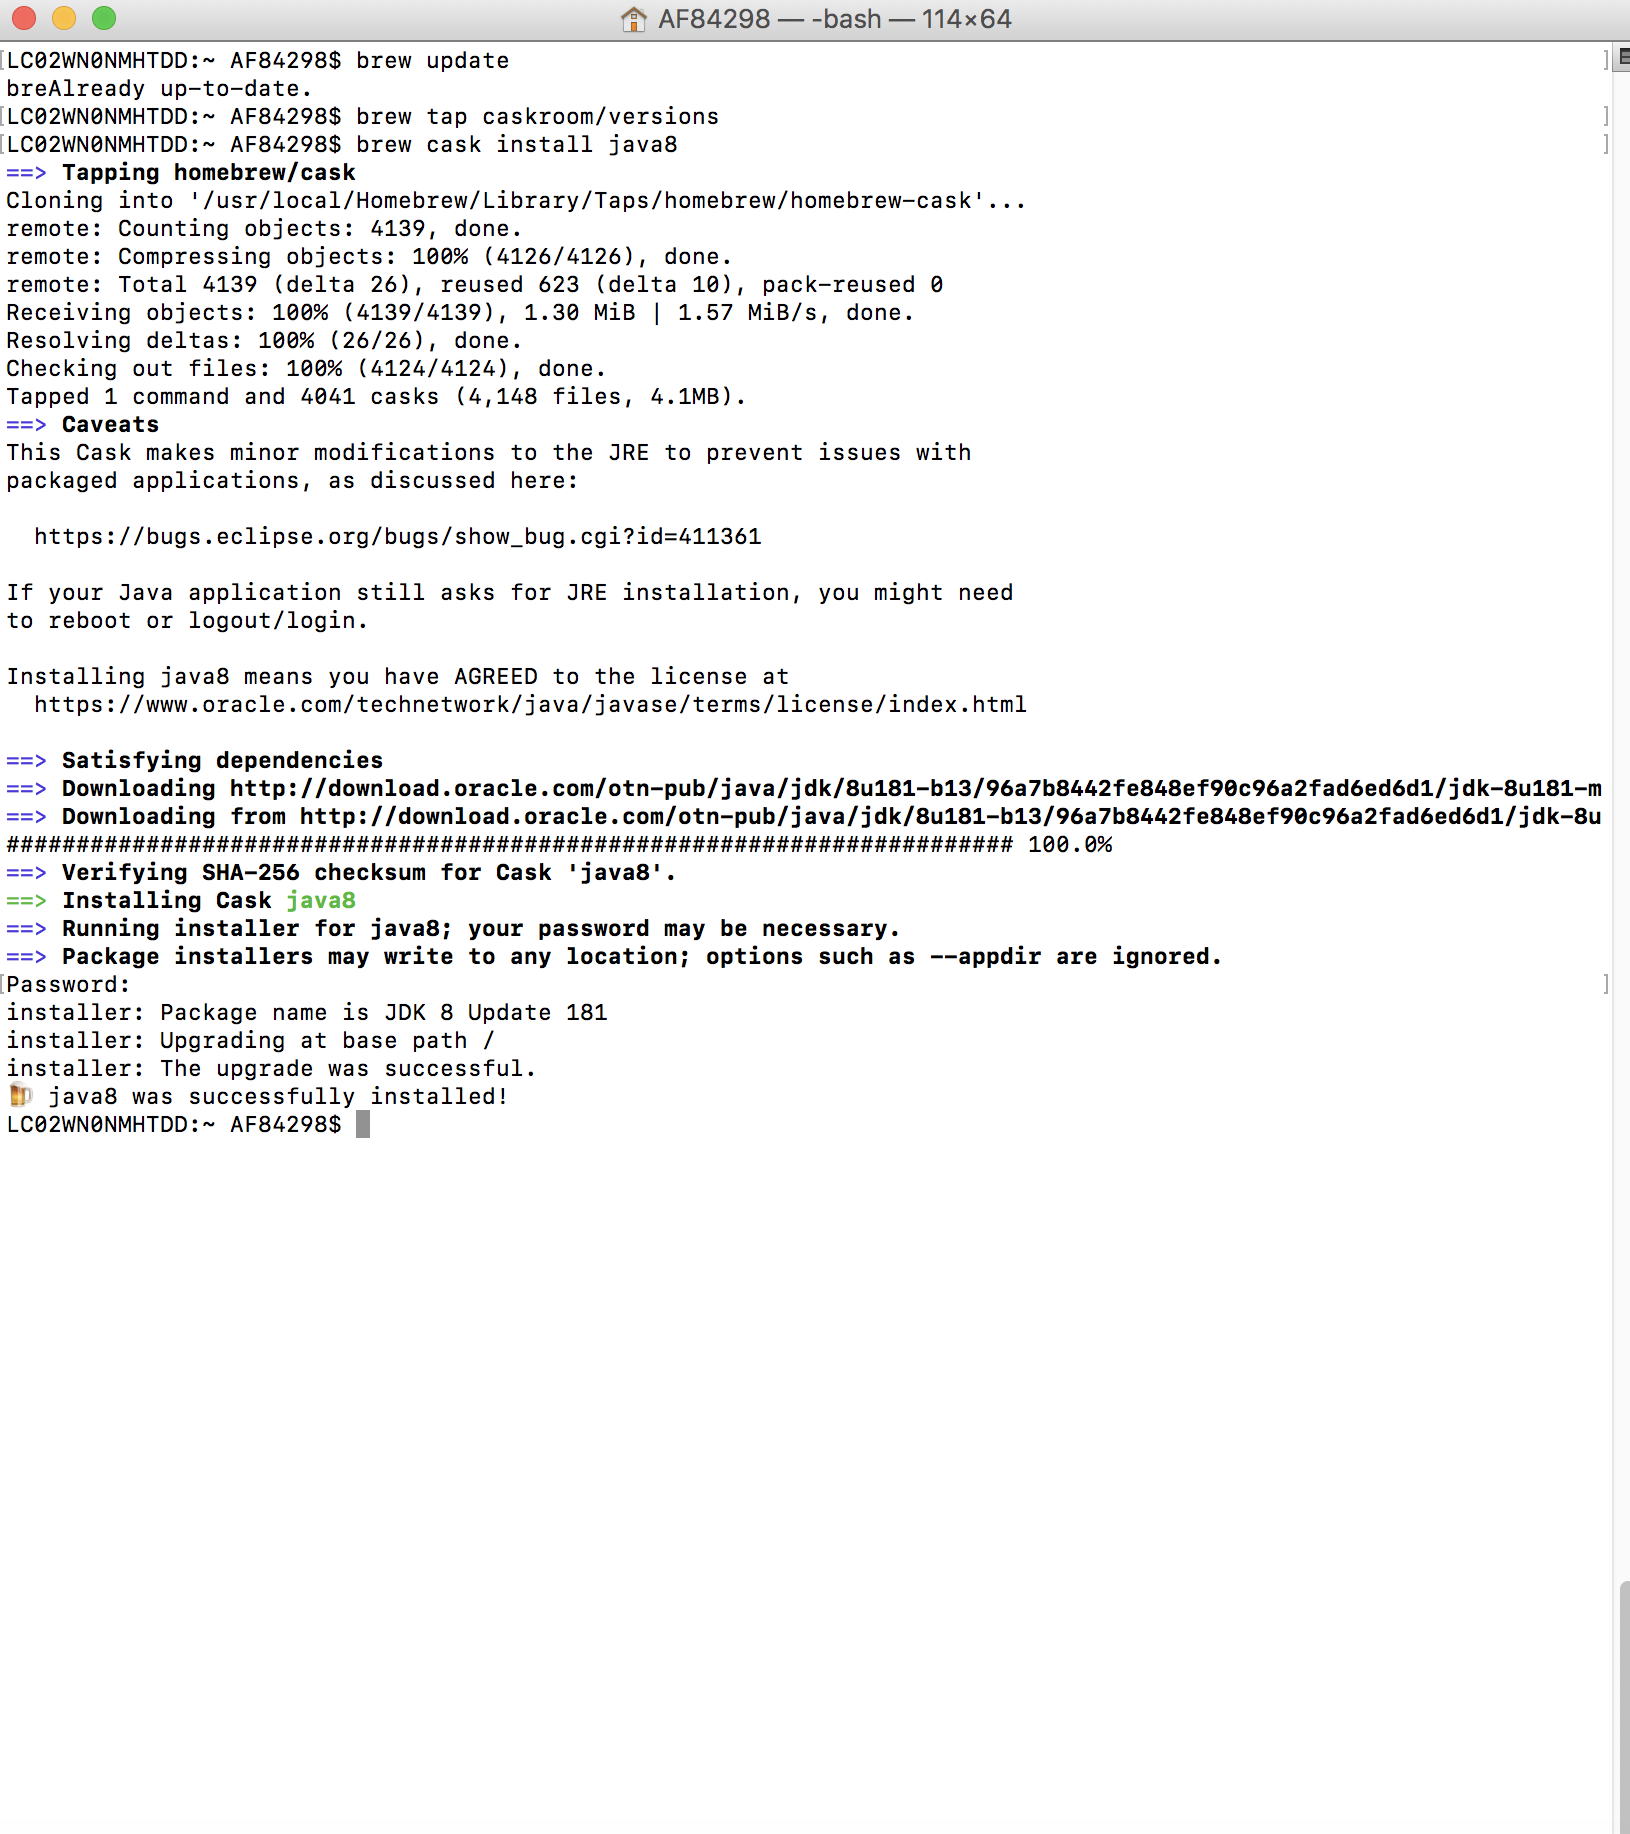 AF84298 — -bash — 114×64
LC02WN0NMHTDD:~ AF84298$ brew update
breAlready up-to-date.
LC02WN0NMHTDD:~ AF84298$ brew tap caskroom/versions
LC02WN0NMHTDD:~ AF84298$ brew cask install java8
==> Tapping homebrew/cask
Cloning into '/usr/local/Homebrew/Library/Taps/homebrew/homebrew-cask'...
remote: Counting objects: 4139, done.
remote: Compressing objects: 100% (4126/4126), done.
remote: Total 4139 (delta 26), reused 623 (delta 10), pack-reused 0
Receiving objects: 100% (4139/4139), 1.30 MiB | 1.57 MiB/s, done.
Resolving deltas: 100% (26/26), done.
Checking out files: 100% (4124/4124), done.
Tapped 1 command and 4041 casks (4,148 files, 4.1MB).
==> Caveats
This Cask makes minor modifications to the JRE to prevent issues with
packaged applications, as discussed here:
https://bugs.eclipse.org/bugs/show_bug.cgi?id=411361
If your Java application still asks for JRE installation, you might need
to reboot or logout/login.
Installing java8 means you have AGREED to the license at
https://www.oracle.com/technetwork/java/javase/terms/license/index.html
==> Satisfying dependencies
==> Downloading http://download.oracle.com/otn-pub/java/jdk/8u181-b13/96a7b8442fe848ef90c96a2fad6ed6d1/jdk-8u181-m
==> Downloading from http://download.oracle.com/otn-pub/java/jdk/8u181-b13/96a7b8442fe848ef90c96a2fad6ed6d1/jdk-8u
######################################################################## 100.0%
==> Verifying SHA-256 checksum for Cask 'java8'.
==> Installing Cask java8
==> Running installer for java8; your password may be necessary.
==> Package installers may write to any location; options such as --appdir are ignored.
Password:
installer: Package name is JDK 8 Update 181
installer: Upgrading at base path /
installer: The upgrade was successful.
🍺 java8 was successfully installed!
LC02WN0NMHTDD:~ AF84298$